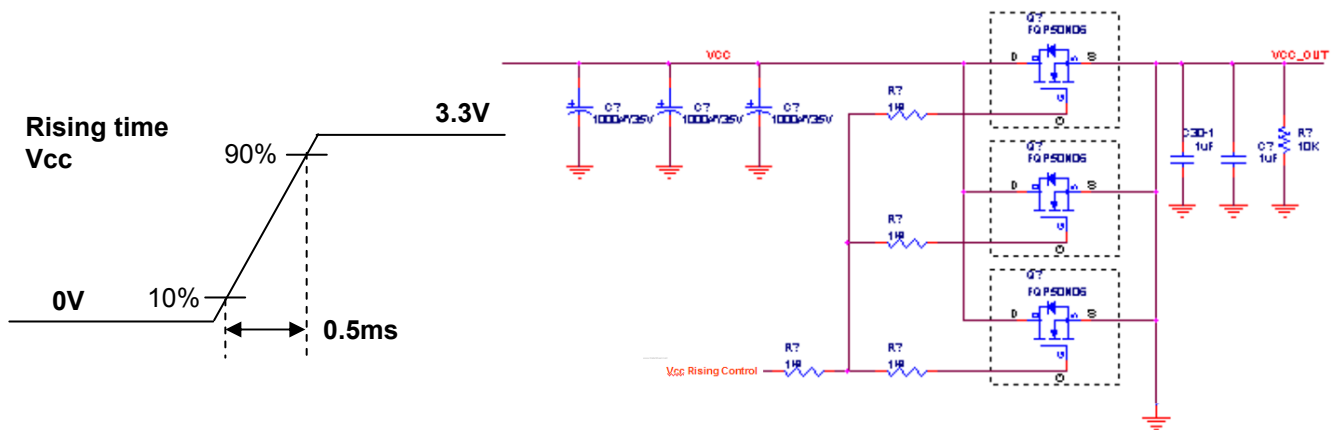 Rising time
Vcc
90%
10%
0V
3.3V
0.5ms
VCC
C?
1000uF/35V
C?
1000uF/35V
C?
1000uF/35V
Q?
FQP50N06
D
S
G
R?
Q?
FQP50N06
D
S
G
R?
Q?
FQP50N06
D
S
G
R?
R?
Vcc Rising Control
VCC_OUT
C30-1
1uF
C?
1uF
R?
10K